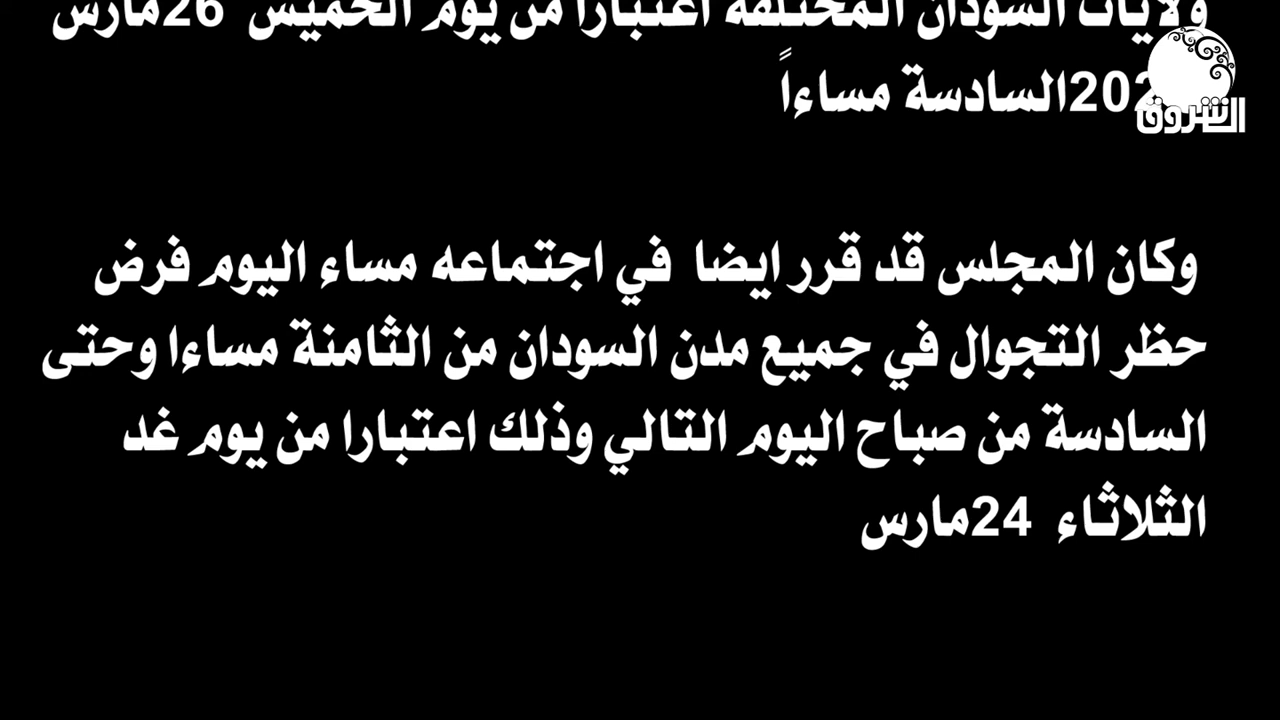 ولايات السودان المختلفة اعتبارا من يوم الخميس 26مارس
202السادسة مساءاً
الشروق
وكان المجلس قد قرر ايضا في اجتماعه مساء اليوم فرض
حظر التجوال في جميع مدن السودان من الثامنة مساءا وحتى
السادسة من صباح اليوم التالي وذلك اعتبارا من يوم غد
الثلاثاء 24مارس